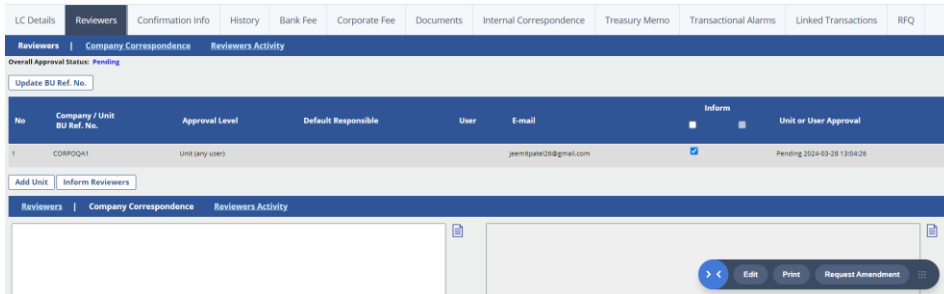 LC Details Reviewers Confirmation Info History Bank Fee Corporate Fee Documents Internal Correspondence Treasury Memo Transactional Alarms Linked Transactions RFQ
Reviewers | Company Correspondence Reviewers Activity
Overall Approval Status: Pending
Update BU Ref. No.
No Company / Unit BU Ref. No. Approval Level Default Responsible User E-mail Inform Unit or User Approval
1 CORPOQA1 Unit (any user) jeemitpatel26@gmail.com Pending 2024-03-28 13:04:26
Add Unit Inform Reviewers
Reviewers | Company Correspondence Reviewers Activity
Edit Print Request Amendment